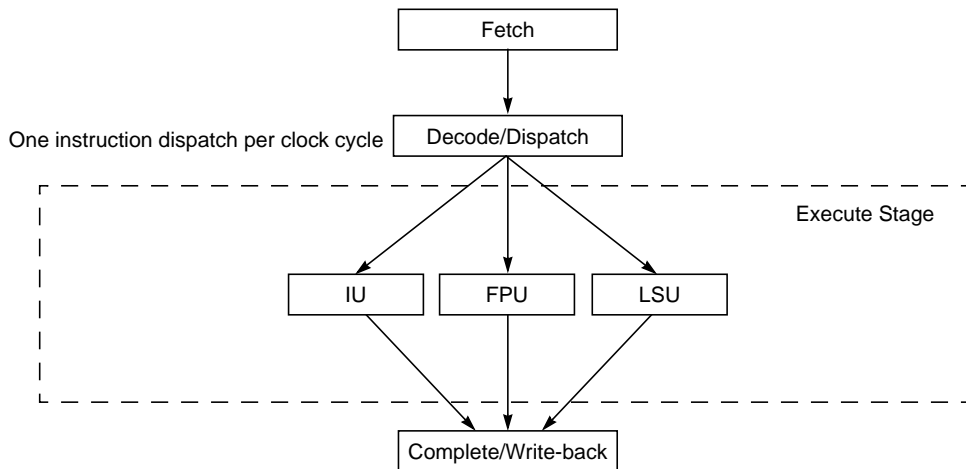 Fetch
One instruction dispatch per clock cycle
Decode/Dispatch
Execute Stage
IU
FPU
LSU
Complete/Write-back